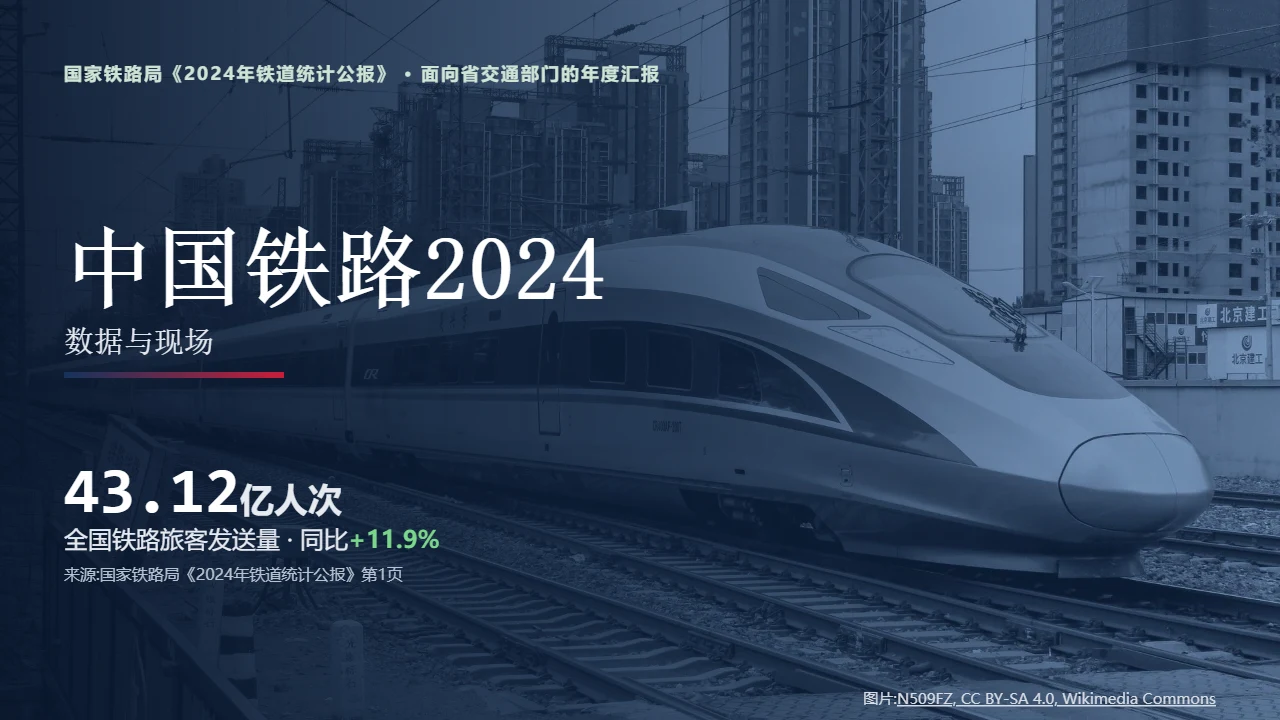 国家铁路局《2024年铁道统计公报》 • 面向省交通部门的年度汇报
中国铁路2024
数据与现场
43.12亿人次
全国铁路旅客发送量 · 同比+11.9%
来源:国家铁路局《2024年铁道统计公报》第1页
北京建工
北京建工
CR
图片:N509FZ, CC BY-SA 4.0, Wikimedia Commons